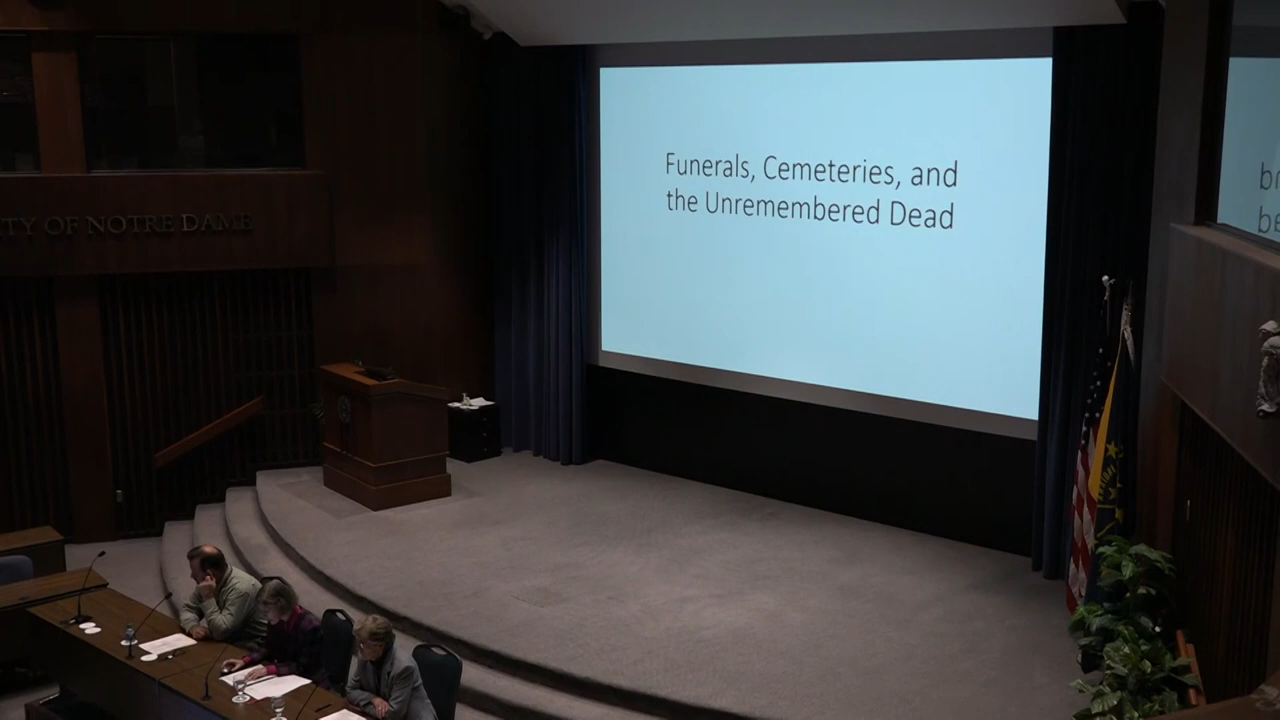 Funerals, Cemeteries, and
the Unremembered Dead
TY OF NOTRE DAME